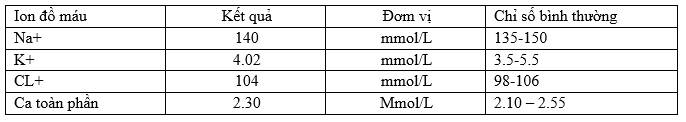 Ion đồ máu Kết quả Đơm vị Chỉ số bình thường
Na+ 140 mmol/L 135-150
K+ 4.02 mmol/L 3.5-5.5
CL+ 104 mmol/L 98-106
Ca toàn phần 2.30 Mmol/L 2.10 – 2.55